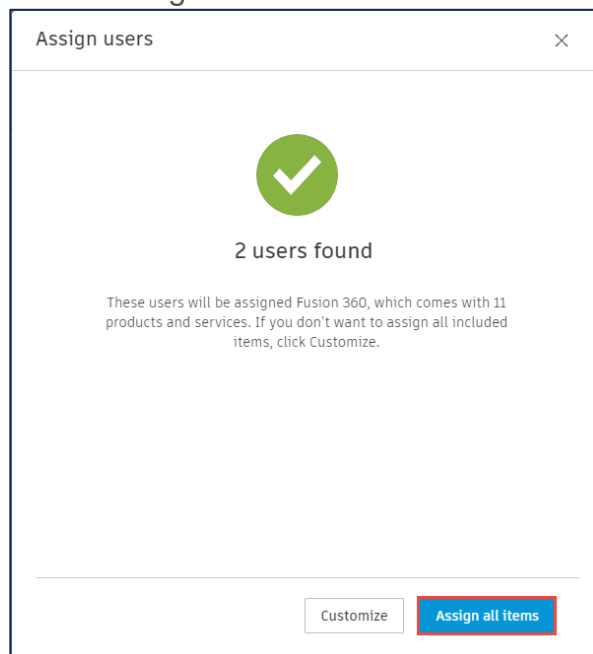 Assign users
2 users found
These users will be assigned Fusion 360, which comes with 11
products and services. If you don't want to assign all included
items, click Customize.
Customize
Assign all items